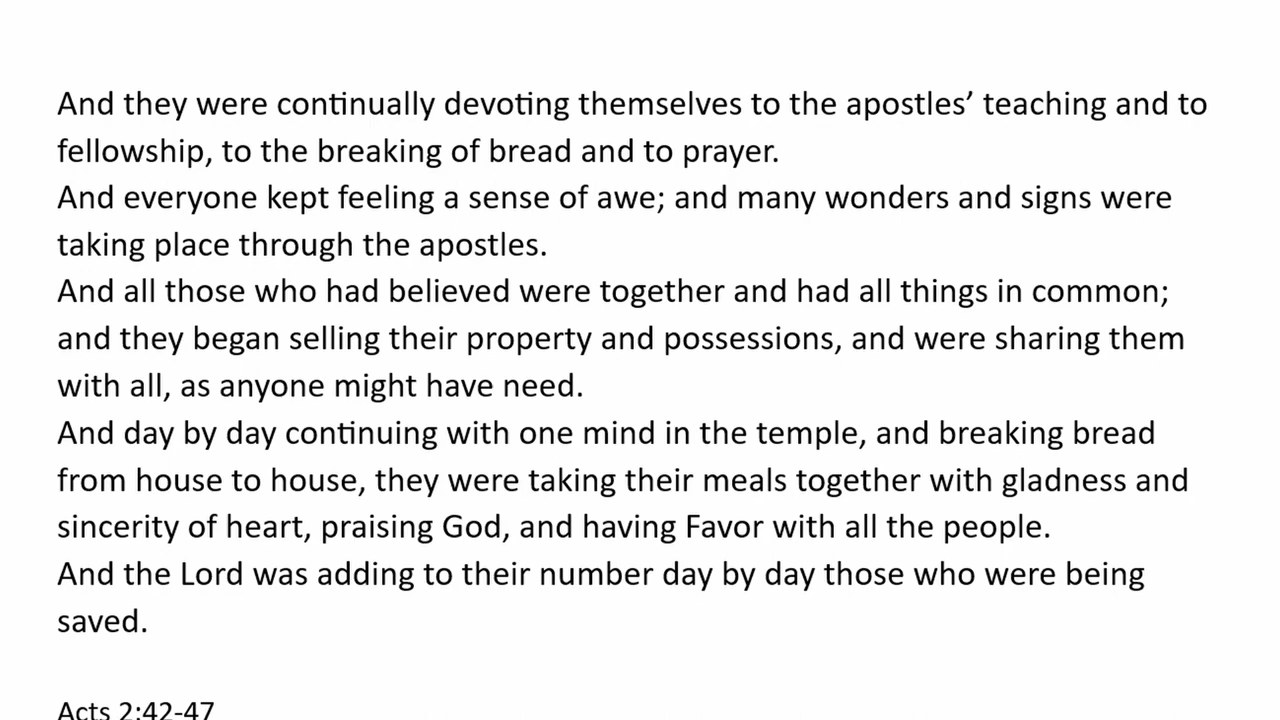 And they were continually devoting themselves to the apostles’ teaching and to
fellowship, to the breaking of bread and to prayer.
And everyone kept feeling a sense of awe; and many wonders and signs were
taking place through the apostles.
And all those who had believed were together and had all things in common;
and they began selling their property and possessions, and were sharing them
with all, as anyone might have need.
And day by day continuing with one mind in the temple, and breaking bread
from house to house, they were taking their meals together with gladness and
sincerity of heart, praising God, and having Favor with all the people.
And the Lord was adding to their number day by day those who were being
saved.
Acts 2:42-47